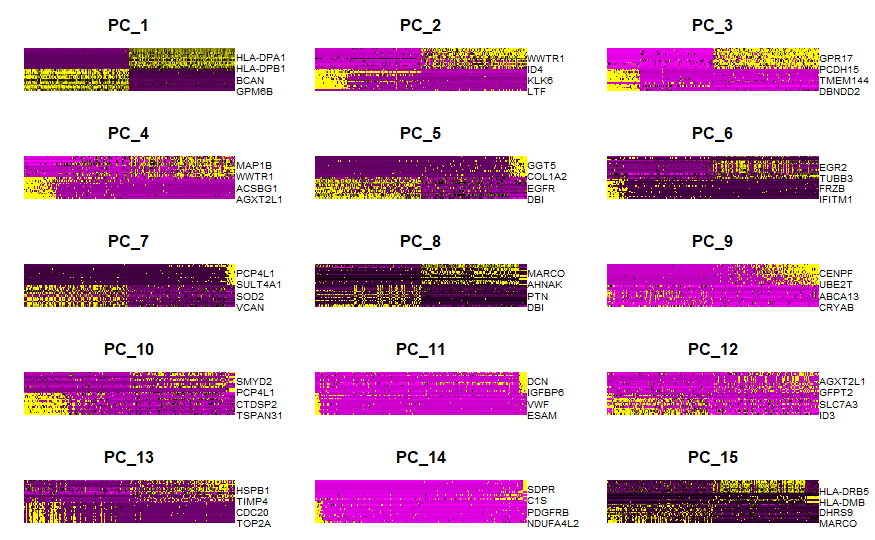 PC_1
HLA-DPA1
HLA-DPB1
BCAN
GPM6B
PC_2
WWTR1
ID4
KLK6
LTF
PC_3
GPR17
PCDH15
TMEM144
DBNDD2
PC_4
MAP1B
WWTR1
ACSBG1
AGXT2L1
PC_5
GGT5
COL1A2
EGFR
DBI
PC_6
EGR2
TUBB3
FRZB
IFITM1
PC_7
PCP4L1
SULT4A1
SOD2
VCAN
PC_8
MARCO
AHNAK
PTN
DBI
PC_9
CENPF
UBE2T
ABCA13
CRYAB
PC_10
SMYD2
PCP4L1
CTDSP2
TSPAN31
PC_11
DCN
IGFBP6
VWF
ESAM
PC_12
AGXT2L1
GFPT2
SLC7A3
ID3
PC_13
HSPB1
TIMP4
CDC20
TOP2A
PC_14
SDPR
C1S
PDGFRB
NDUFA4L2
PC_15
HLA-DRB5
HLA-DMB
DHRS9
MARCO